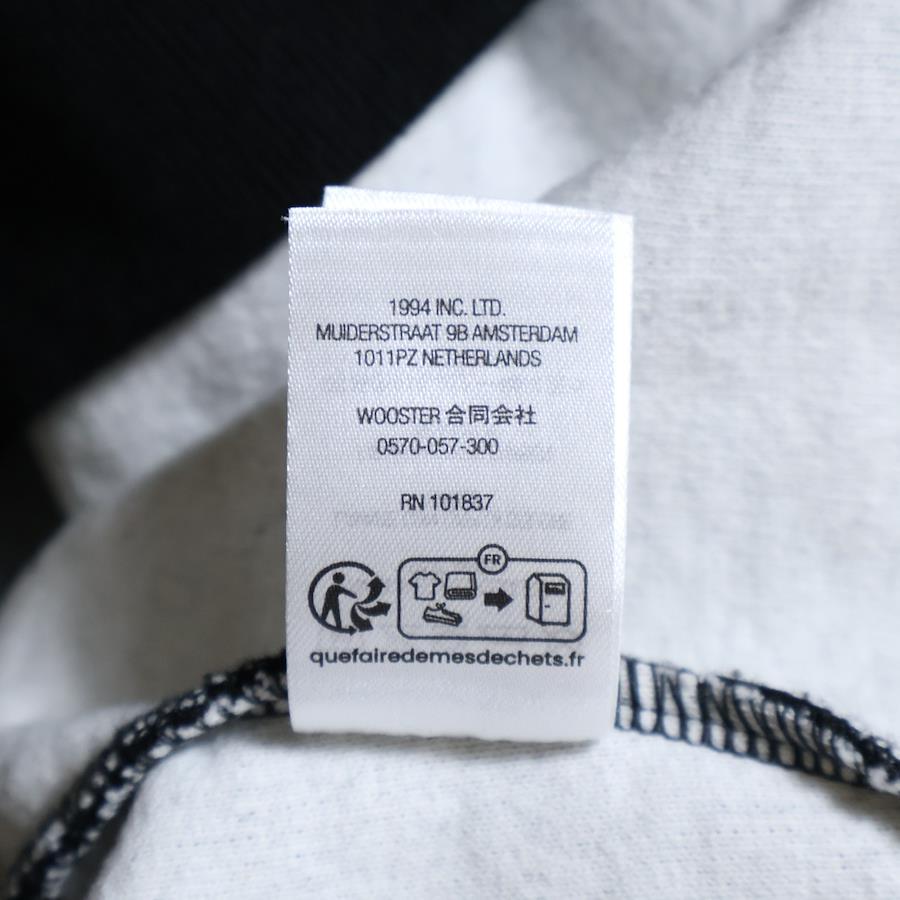 1994 INC. LTD.
MUIDERSTRAAT 9B AMSTERDAM
1011PZ NETHERLANDS
WOOSTER 合同会社
0570-057-300
RN 101837
FR
quefairedemesdechets.fr